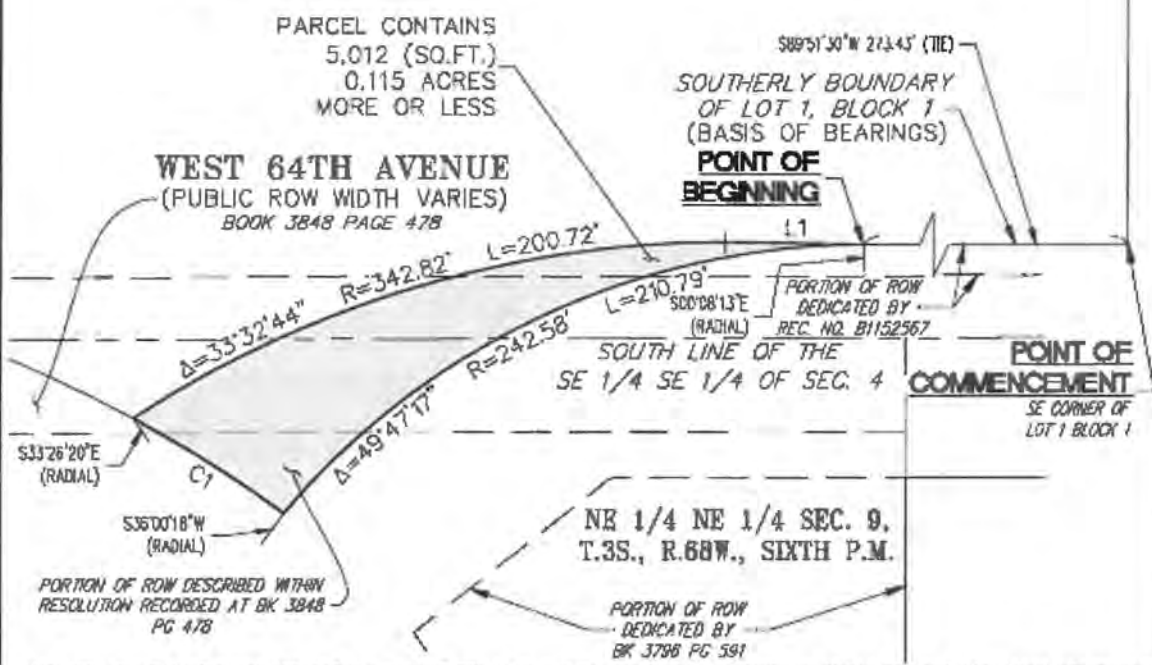 PARCEL CONTAINS
5,012 (SQ.FT.)
0.115 ACRES
MORE OR LESS
S89°51'30"W 273.43' (TIE)
SOUTHERLY BOUNDARY
OF LOT 1, BLOCK 1
(BASIS OF BEARINGS)
POINT OF
BEGINNING
WEST 64TH AVENUE
(PUBLIC ROW WIDTH VARIES)
BOOK 3848 PAGE 478
L1
Δ=33°32'44" R=342.82' L=200.72'
Δ=49°47'17" R=242.58' L=210.79'
S00°08'13"E
(RADIAL)
PORTION OF ROW
DEDICATED BY
REC. NO. B1152567
SOUTH LINE OF THE
SE 1/4 SE 1/4 OF SEC. 4
POINT OF
COMMENCEMENT
SE CORNER OF
LOT 1 BLOCK 1
S33°26'20"E
(RADIAL)
C1
S36°00'18"W
(RADIAL)
NE 1/4 NE 1/4 SEC. 9,
T.3S., R.68W., SIXTH P.M.
PORTION OF ROW DESCRIBED WITHIN
RESOLUTION RECORDED AT BK 3848
PG 478
PORTION OF ROW
DEDICATED BY
BK 3796 PG 591